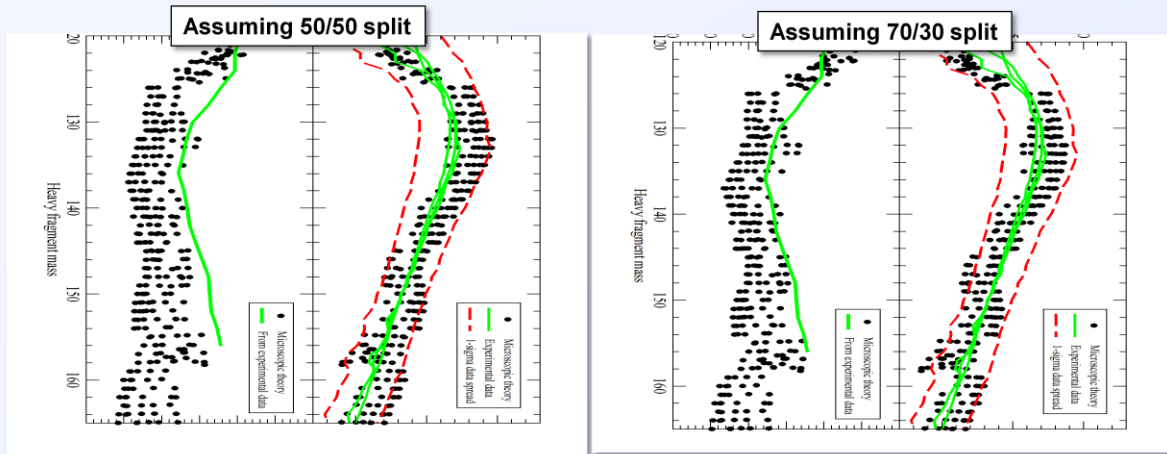 Assuming 50/50 split
120
130
140
150
160
Heavy fragment mass
Microscopic theory
From experimental data
Microscopic theory
Experimental data
1-sigma data spread
Assuming 70/30 split
120
130
140
150
160
Heavy fragment mass
Microscopic theory
From experimental data
Microscopic theory
Experimental data
1-sigma data spread